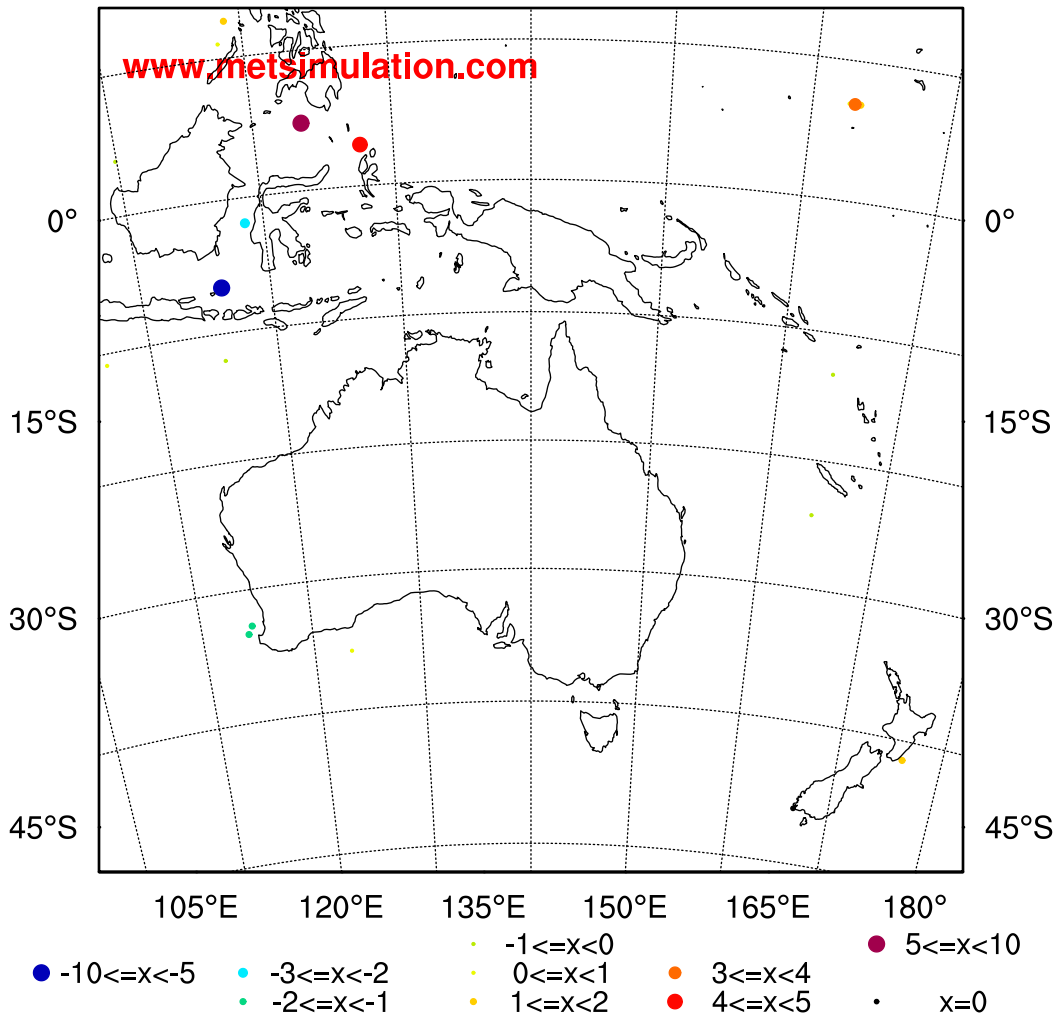 www.metsimulation.com
0° 0°
15°S 15°S
30°S 30°S
45°S 45°S
105°E 120°E 135°E 150°E 165°E 180°
-1<=x<0 5<=x<10
-10<=x<-5 -3<=x<-2 0<=x<1 3<=x<4
-2<=x<-1 1<=x<2 4<=x<5 x=0